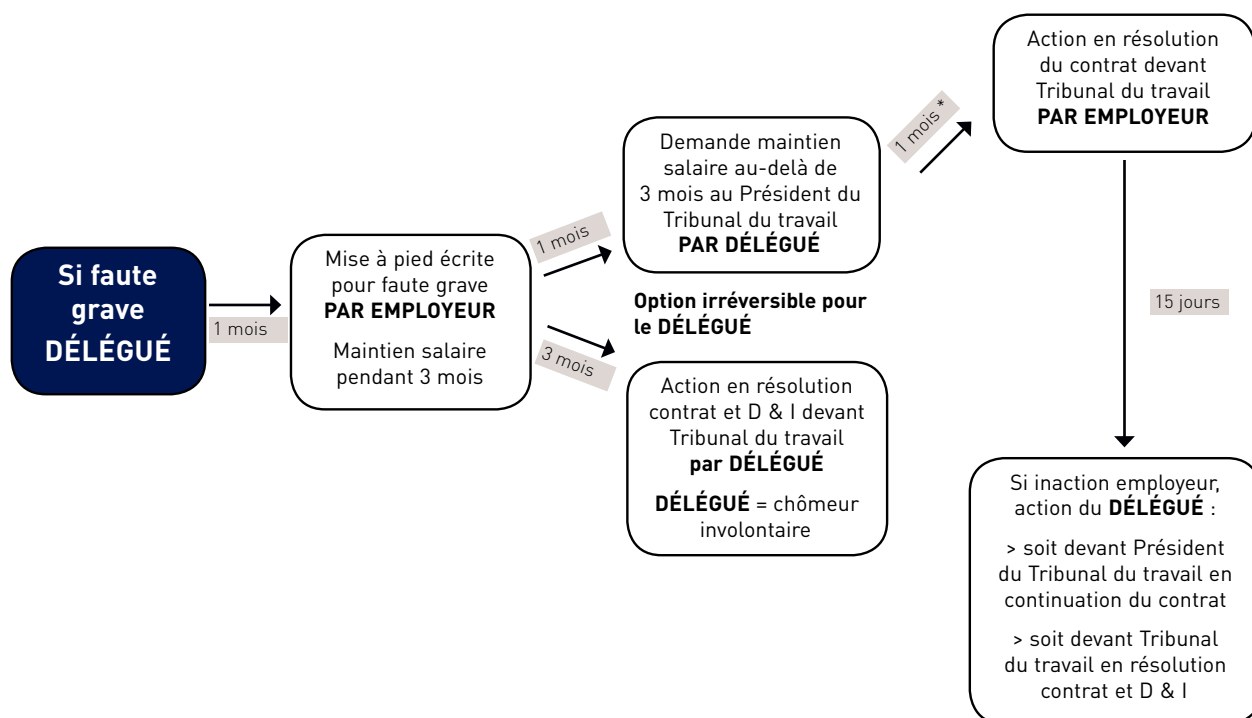 Si faute
grave
DÉLÉGUÉ
1 mois
Mise à pied écrite
pour faute grave
PAR EMPLOYEUR
Maintien salaire
pendant 3 mois
1 mois
3 mois
Demande maintien
salaire au-delà de
3 mois au Président du
Tribunal du travail
PAR DÉLÉGUÉ
Option irréversible pour
le DÉLÉGUÉ
Action en résolution
contrat et D & I devant
Tribunal du travail
par DÉLÉGUÉ
DÉLÉGUÉ = chômeur
involontaire
1 mois *
Action en résolution
du contrat devant
Tribunal du travail
PAR EMPLOYEUR
15 jours
Si inaction employeur,
action du DÉLÉGUÉ :
> soit devant Président
du Tribunal du travail en
continuation du contrat
> soit devant Tribunal
du travail en résolution
contrat et D & I